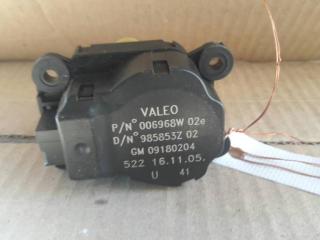 VALEO
P/N° 006968W 02e
D/N° 985853Z 02
GM 09180204
522 16.11.05.
U 41